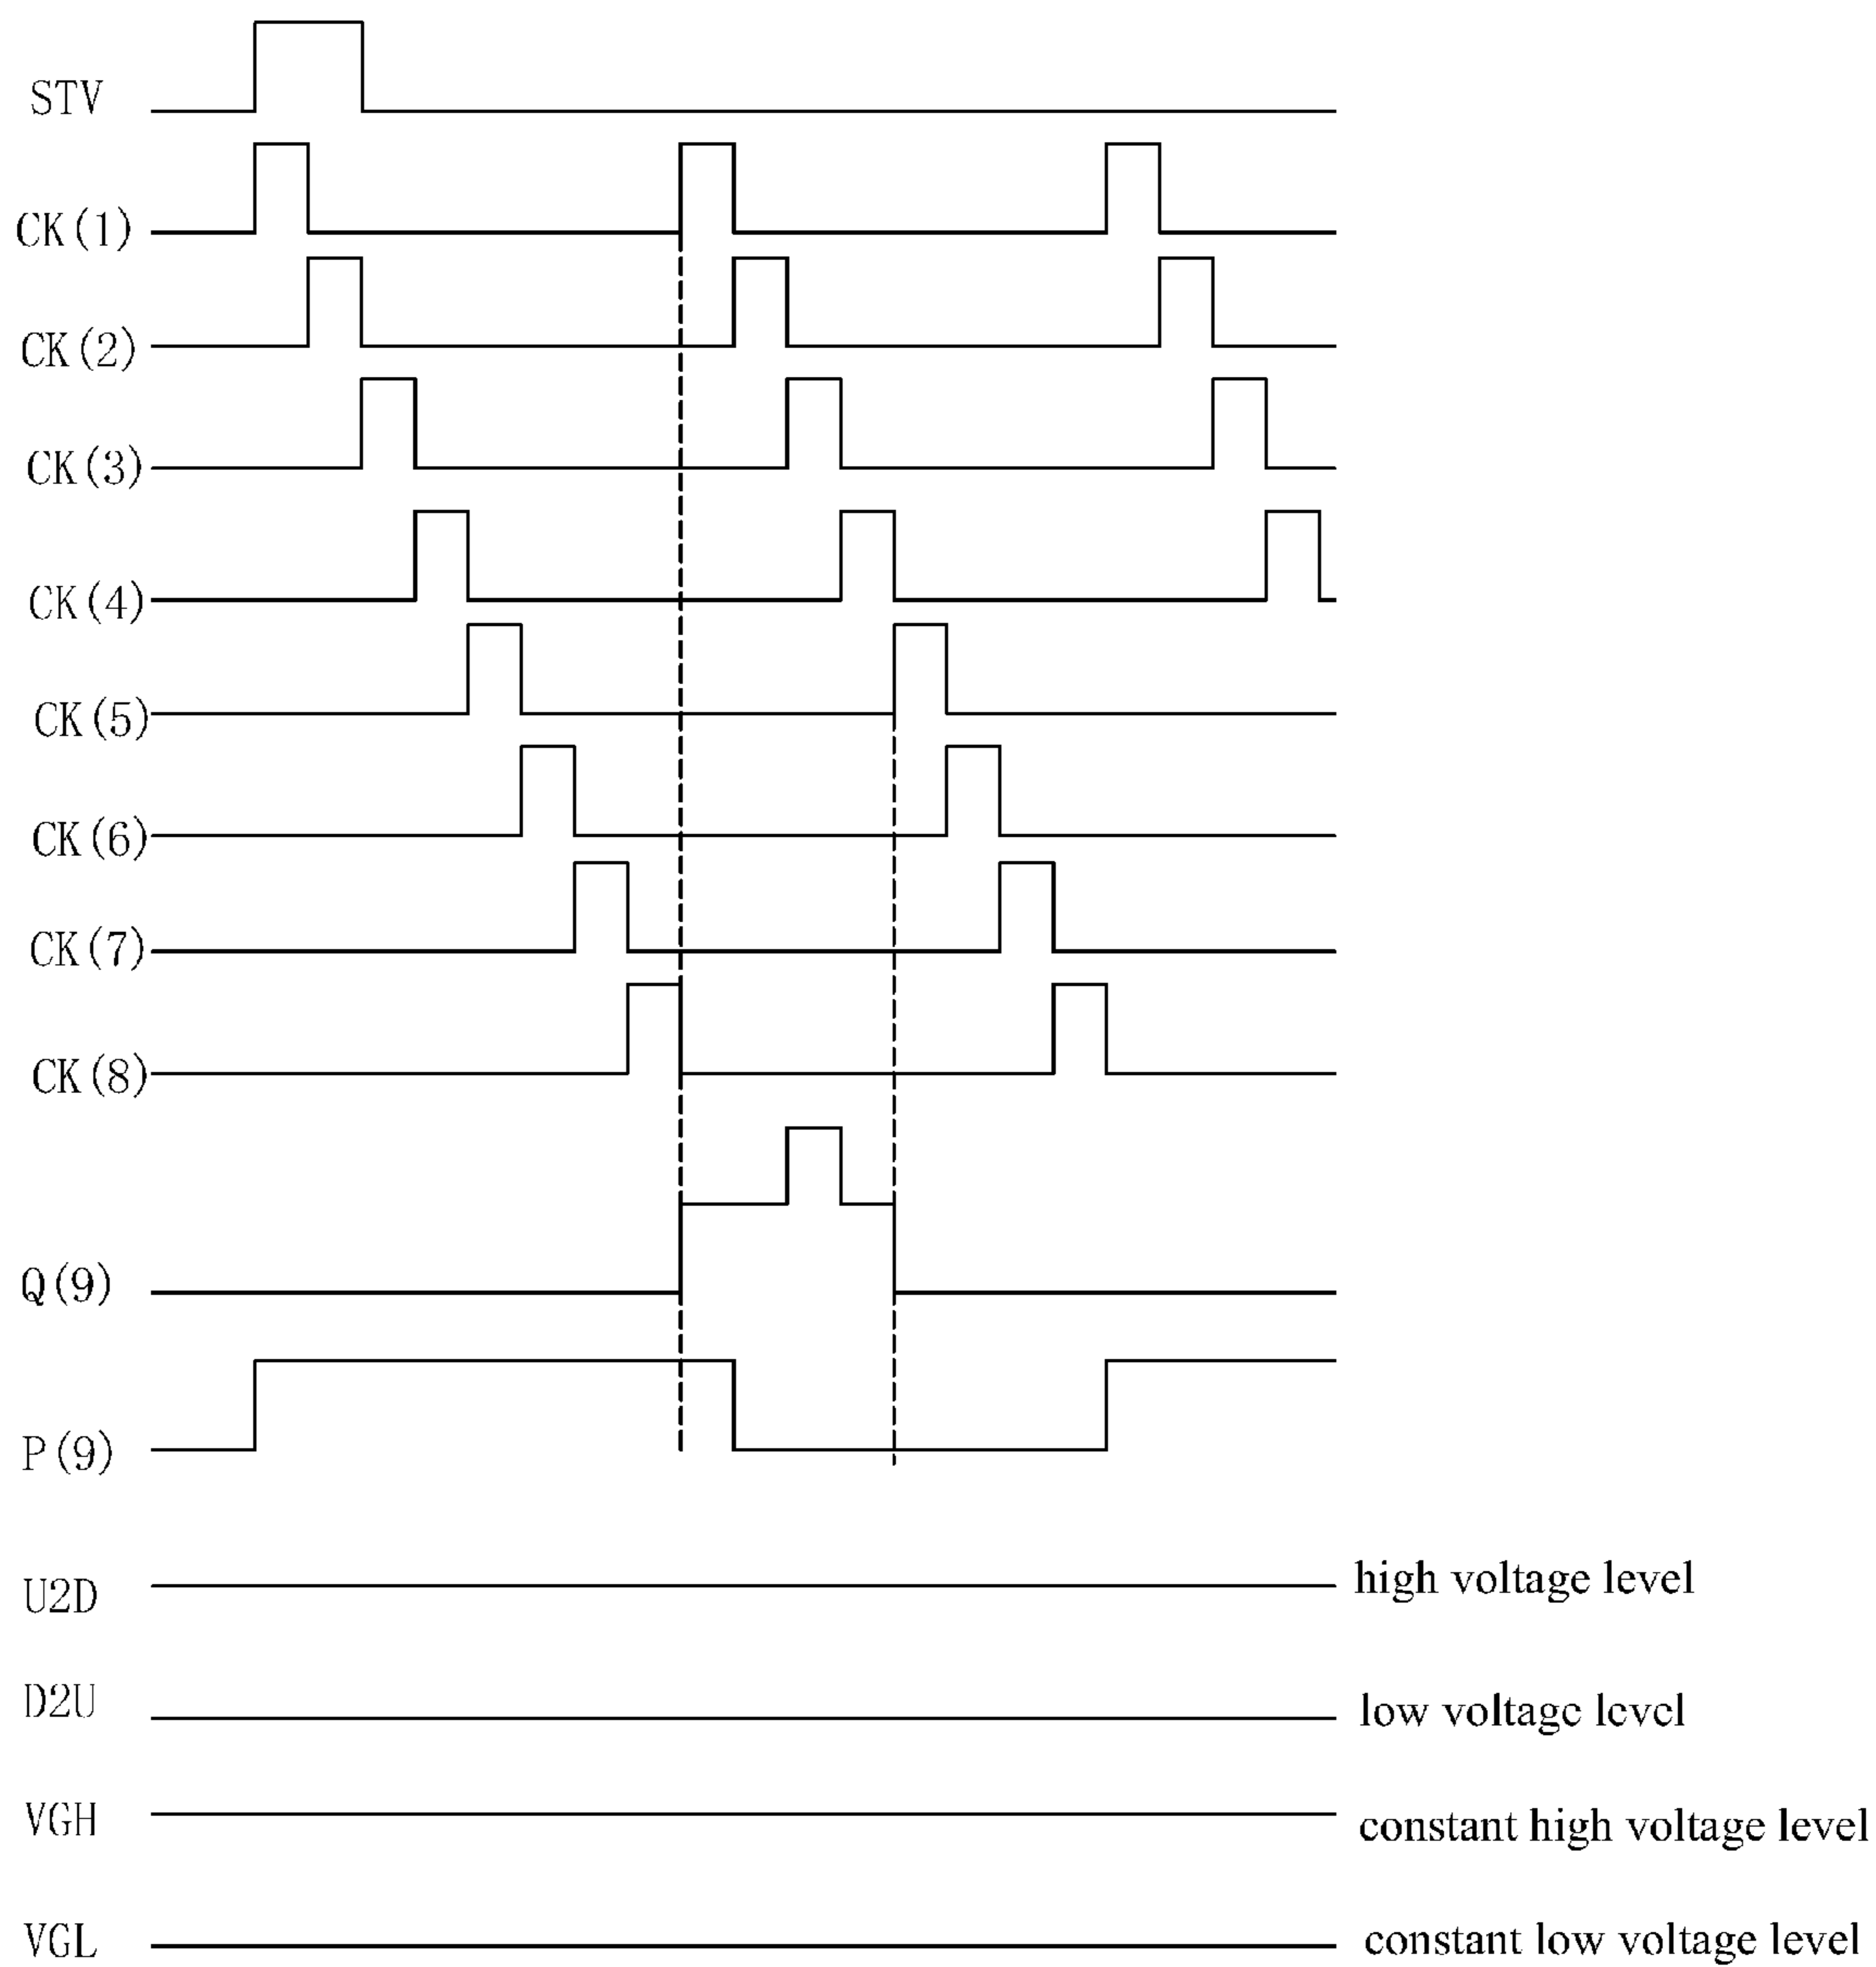 STV
CK(1)
CK(2)
CK(3)
CK(4)
CK(5)
CK(6)
CK(7)
CK(8)
Q(9)
P(9)
U2D high voltage level
D2U low voltage level
VGH constant high voltage level
VGL constant low voltage level